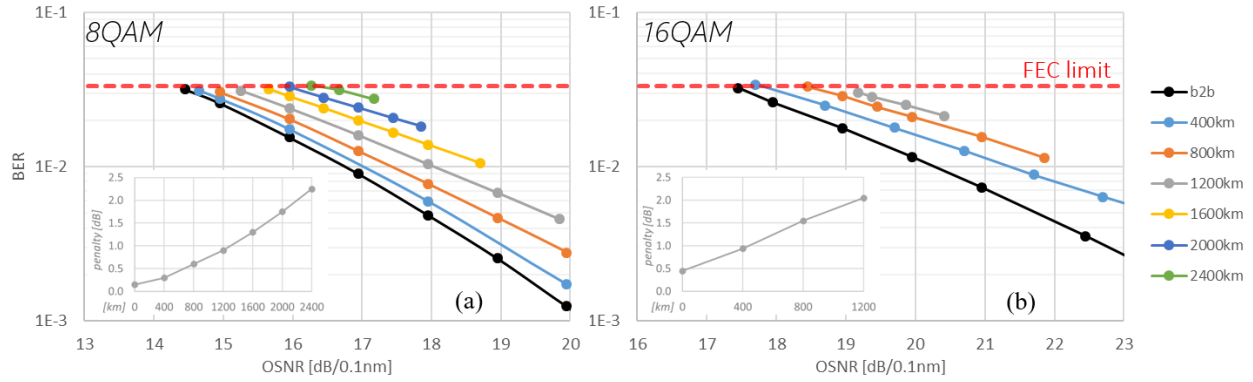 8QAM
1E-1
1E-2
1E-3
BER
13 14 15 16 17 18 19 20
OSNR [dB/0.1nm]
(a)
penalty [dB]
2.5
2.0
1.5
1.0
0.5
0.0
[km] 0 400 800 1200 1600 2000 2400
16QAM
FEC limit
1E-1
1E-2
1E-3
16 17 18 19 20 21 22 23
OSNR [dB/0.1nm]
(b)
penalty [dB]
2.5
2.0
1.5
1.0
0.5
0.0
[km] 0 400 800 1200
b2b
400km
800km
1200km
1600km
2000km
2400km